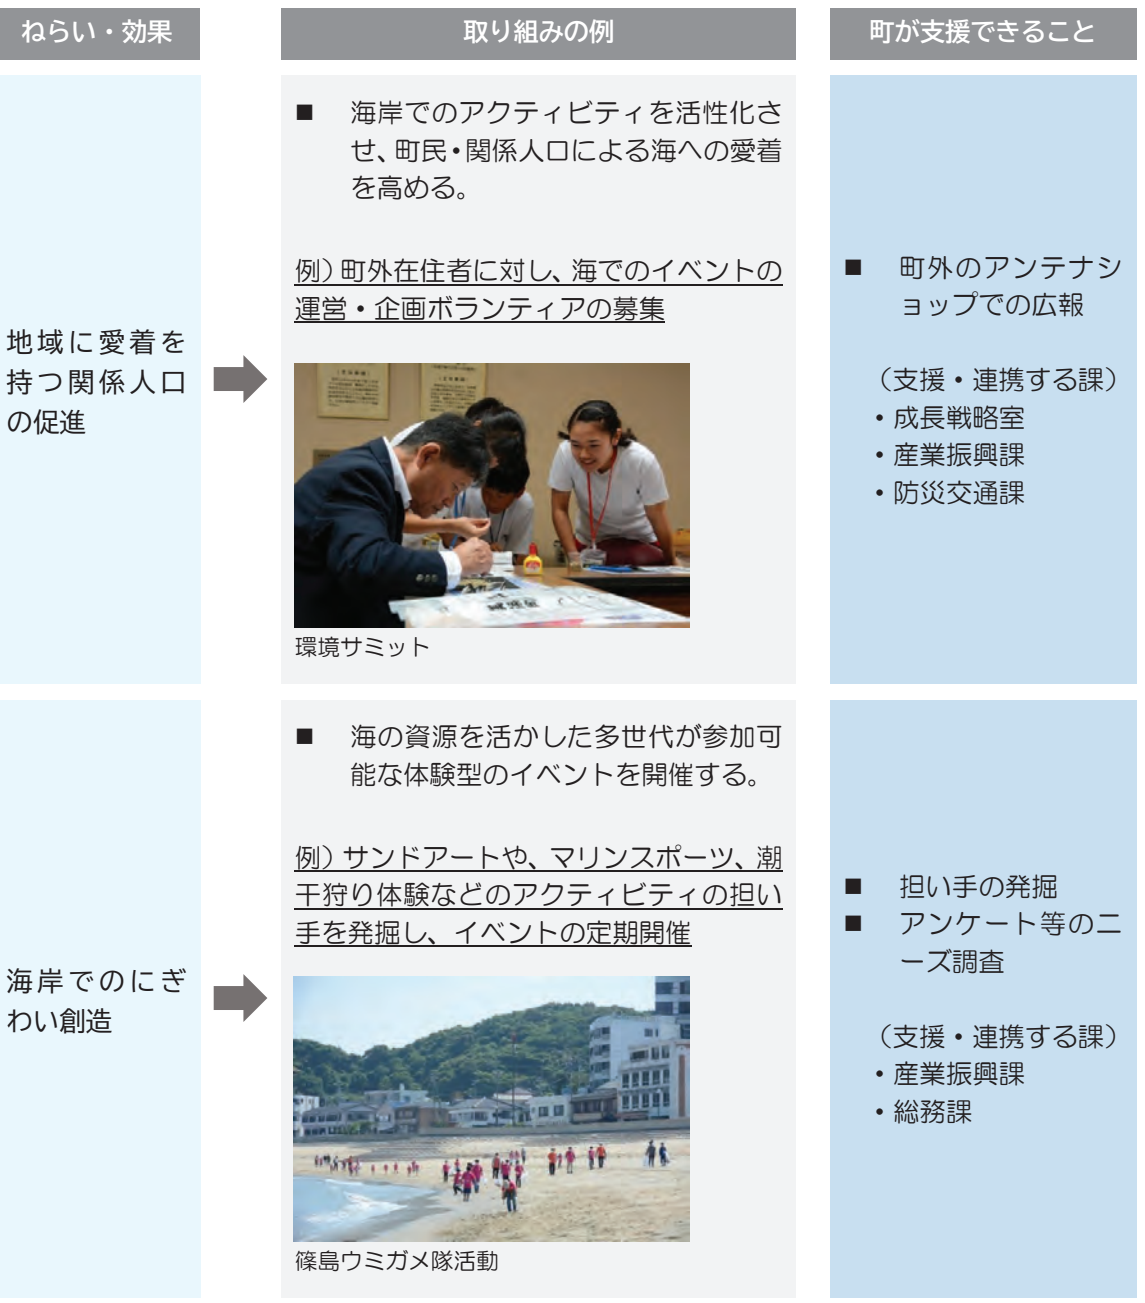 ねらい・効果
取り組みの例
町が支援できること
地域に愛着を
持つ関係人口
の促進
■ 海岸でのアクティビティを活性化さ
せ、町民・関係人口による海への愛着
を高める。
例）町外在住者に対し、海でのイベントの
運営・企画ボランティアの募集
環境サミット
■ 町外のアンテナシ
ョップでの広報
（支援・連携する課）
・成長戦略室
・産業振興課
・防災交通課
海岸でのにぎ
わい創造
■ 海の資源を活かした多世代が参加可
能な体験型のイベントを開催する。
例）サンドアートや、マリンスポーツ、潮
干狩り体験などのアクティビティの担い
手を発掘し、イベントの定期開催
篠島ウミガメ隊活動
■ 担い手の発掘
■ アンケート等のニ
ーズ調査
（支援・連携する課）
・産業振興課
・総務課